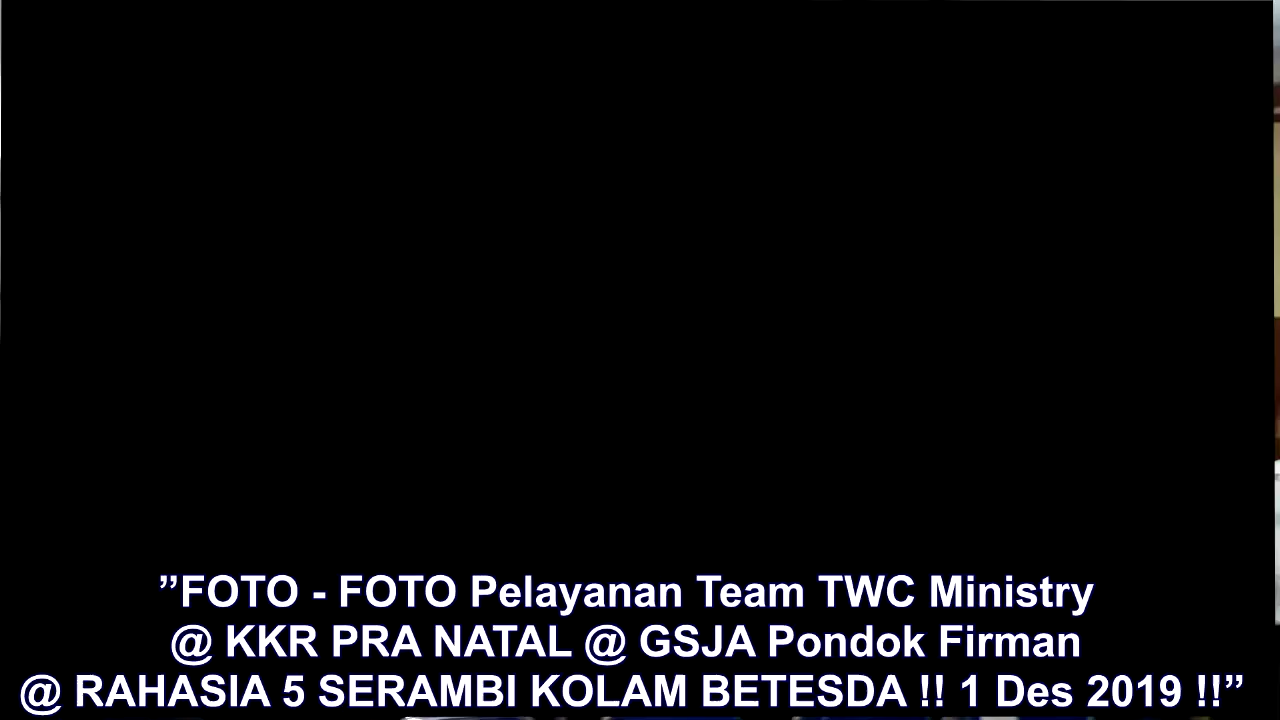 ”FOTO - FOTO Pelayanan Team TWC Ministry
@ KKR PRA NATAL @ GSJA Pondok Firman
@ RAHASIA 5 SERAMBI KOLAM BETESDA !! 1 Des 2019 !!”